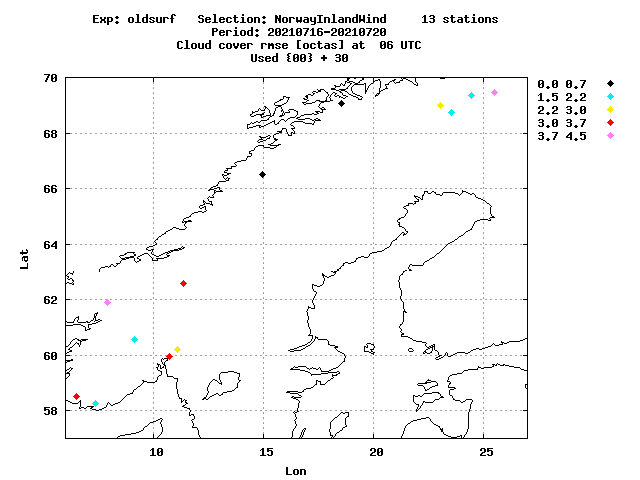 Exp: oldsurf   Selection: NorwayInlandWind     13 stations
Period: 20210716-20210720
Cloud cover rmse [octas] at  06 UTC
Used {00} + 30
70
68
66
64
62
60
58
Lat
10 15 20 25
Lon
0.0 0.7
1.5 2.2
2.2 3.0
3.0 3.7
3.7 4.5